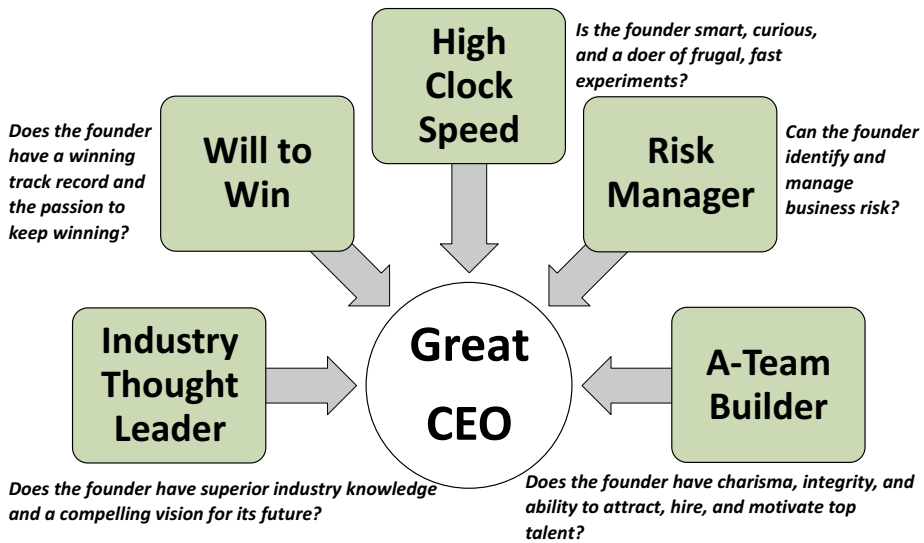 High
Clock
Speed
Is the founder smart, curious,
and a doer of frugal, fast
experiments?
Does the founder
have a winning
track record and
the passion to
keep winning?
Will to
Win
Risk
Manager
Can the founder
identify and
manage
business risk?
Industry
Thought
Leader
Great
CEO
A-Team
Builder
Does the founder have superior industry knowledge
and a compelling vision for its future?
Does the founder have charisma, integrity, and
ability to attract, hire, and motivate top
talent?